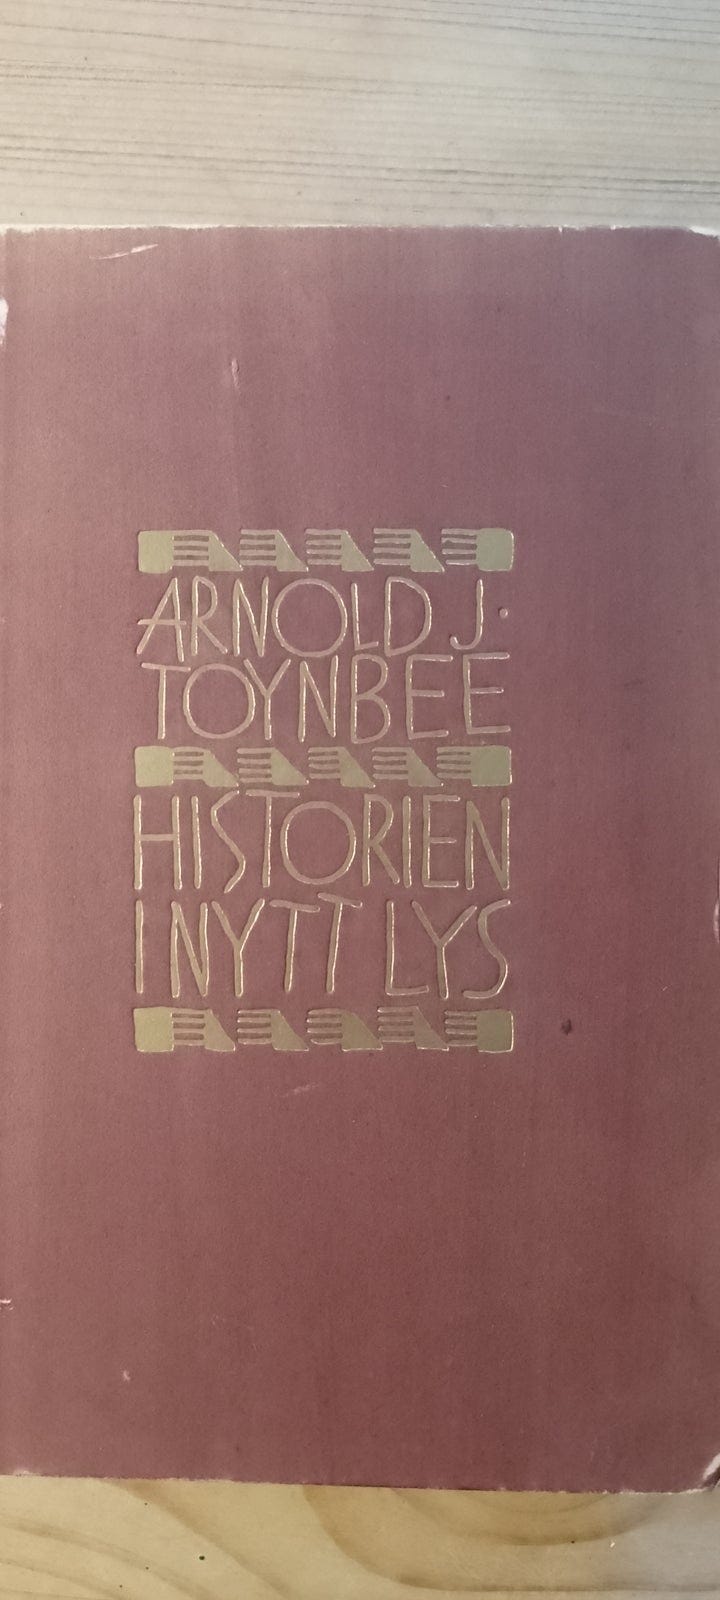 ARNOLD J.
TOYNBEE
HISTORIEN
I NYTT LYS